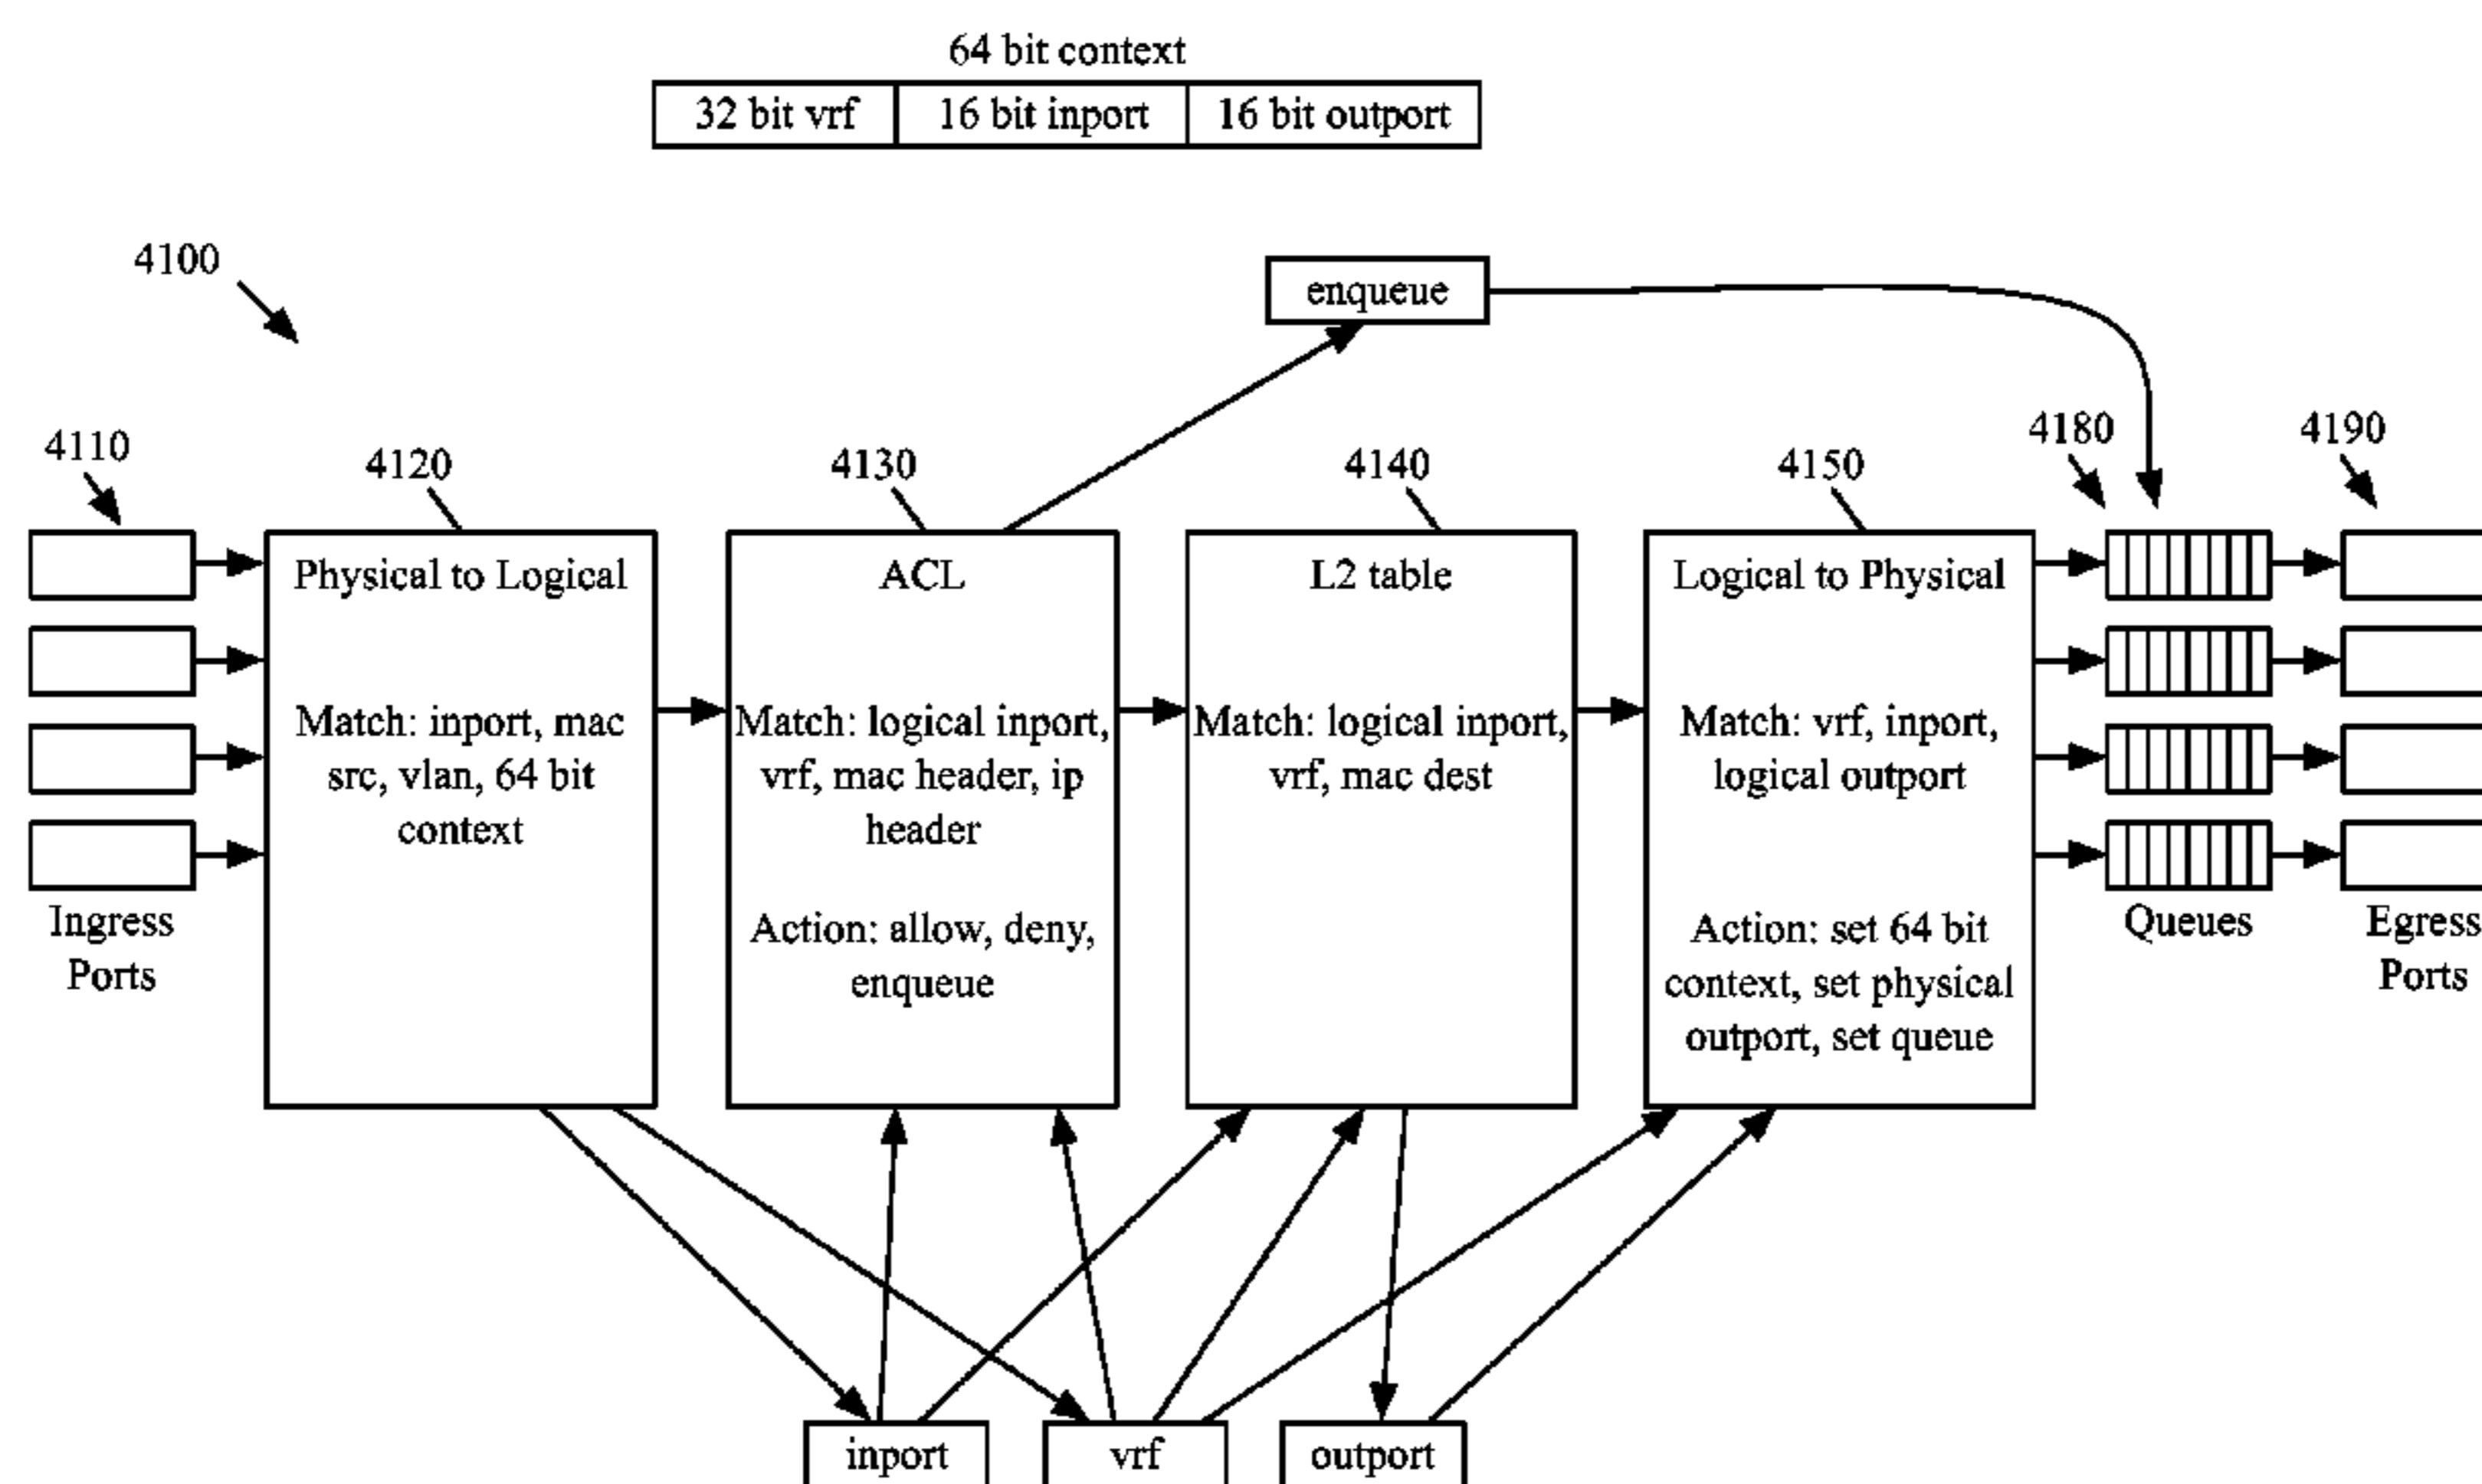 64 bit context
32 bit vrf
16 bit inport
16 bit outport
4100
enqueue
4110
4120
4130
4140
4150
4180
4190
Physical to Logical
Match: inport, mac
src, vlan, 64 bit
context
ACL
Match: logical inport,
vrf, mac header, ip
header
Action: allow, deny,
enqueue
L2 table
Match: logical inport,
vrf, mac dest
Logical to Physical
Match: vrf, inport,
logical outport
Action: set 64 bit
context, set physical
outport, set queue
Ingress
Ports
Queues
Egress
Ports
inport
vrf
outport